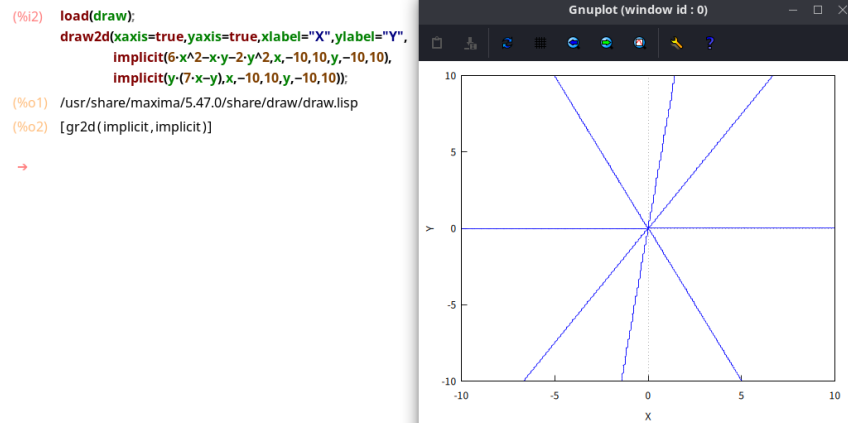 (%i2) load(draw);
draw2d(xaxis=true,yaxis=true,xlabel="X",ylabel="Y",
implicit(6·x^2−x·y−2·y^2,x,−10,10,y,−10,10),
implicit(y·(7·x−y),x,−10,10,y,−10,10));
(%o1) /usr/share/maxima/5.47.0/share/draw/draw.lisp
(%o2) [gr2d(implicit,implicit)]
Gnuplot (window id : 0)
10
5
0
-5
-10
Y
-10 -5 0 5 10
X